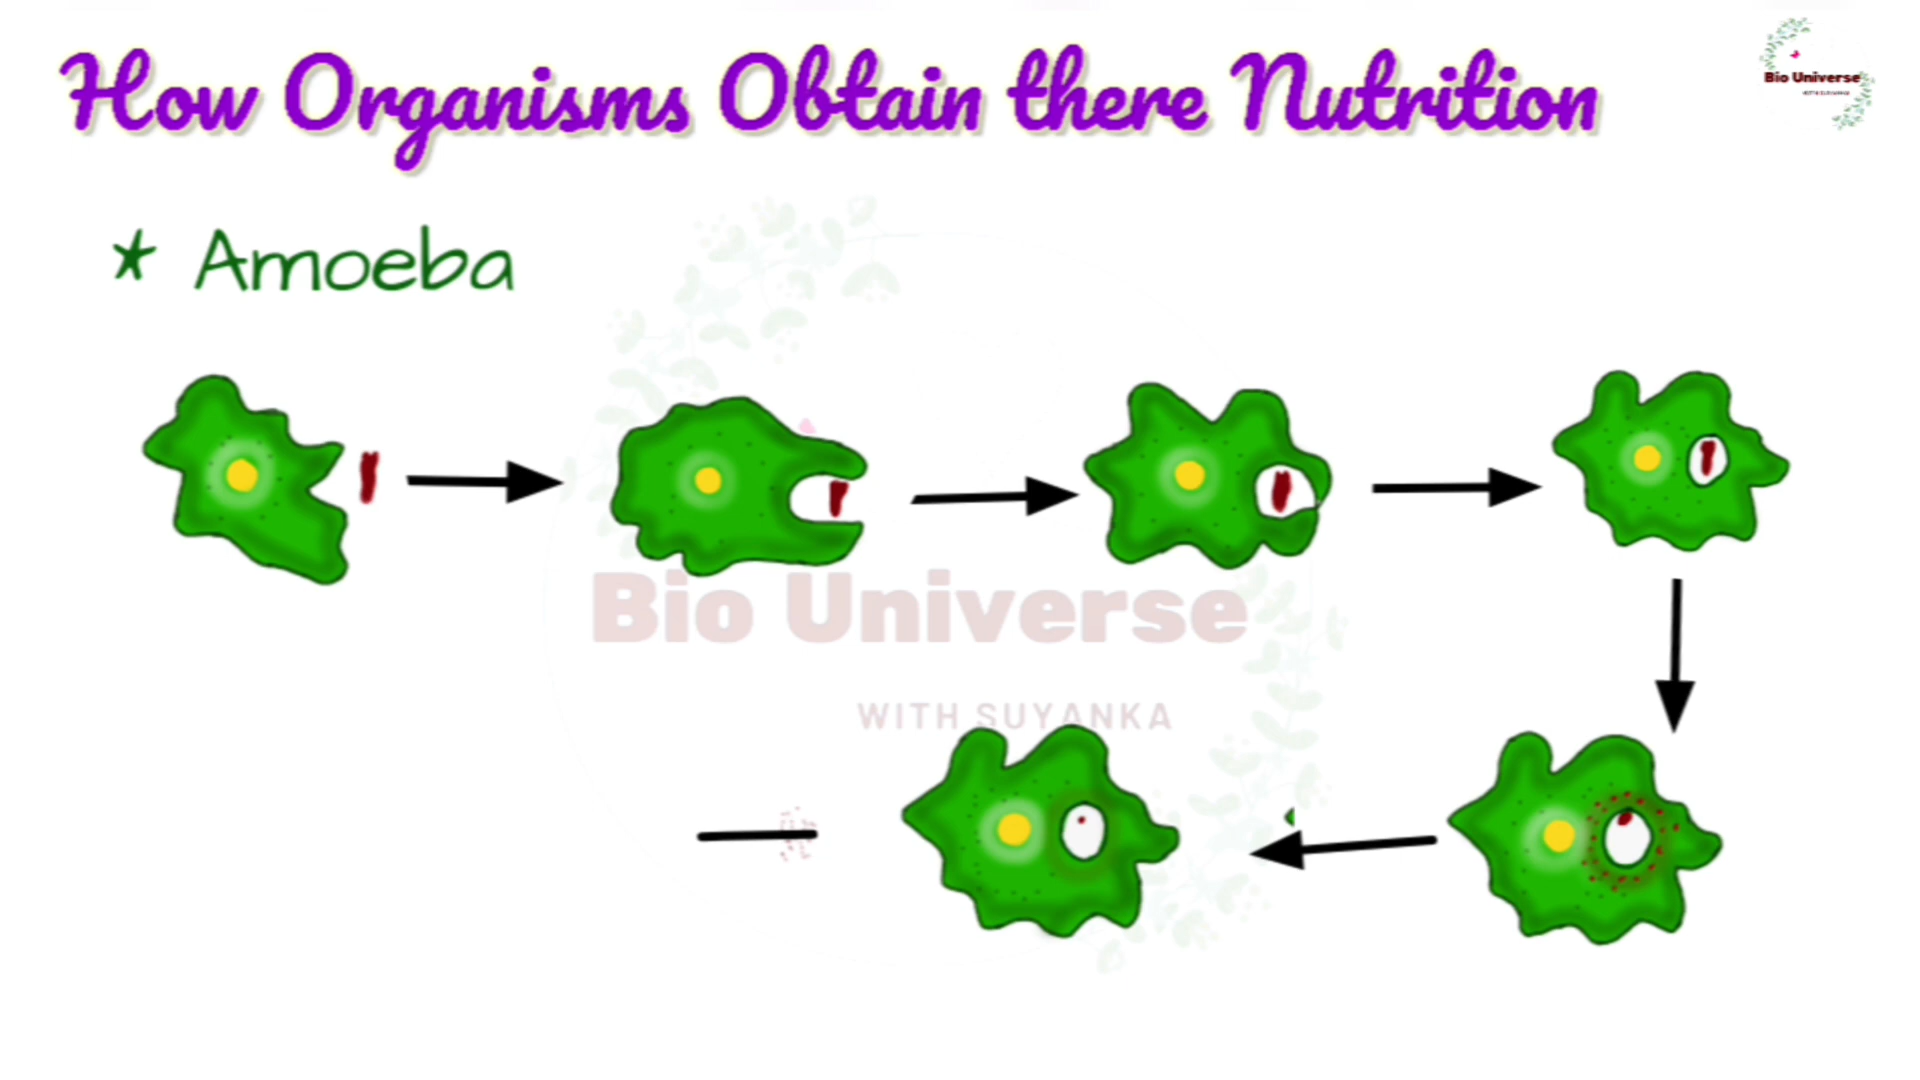 How Organisms Obtain there Nutrition
Bio Universe
* Amoeba
Bio Universe
WITH SUYANKA